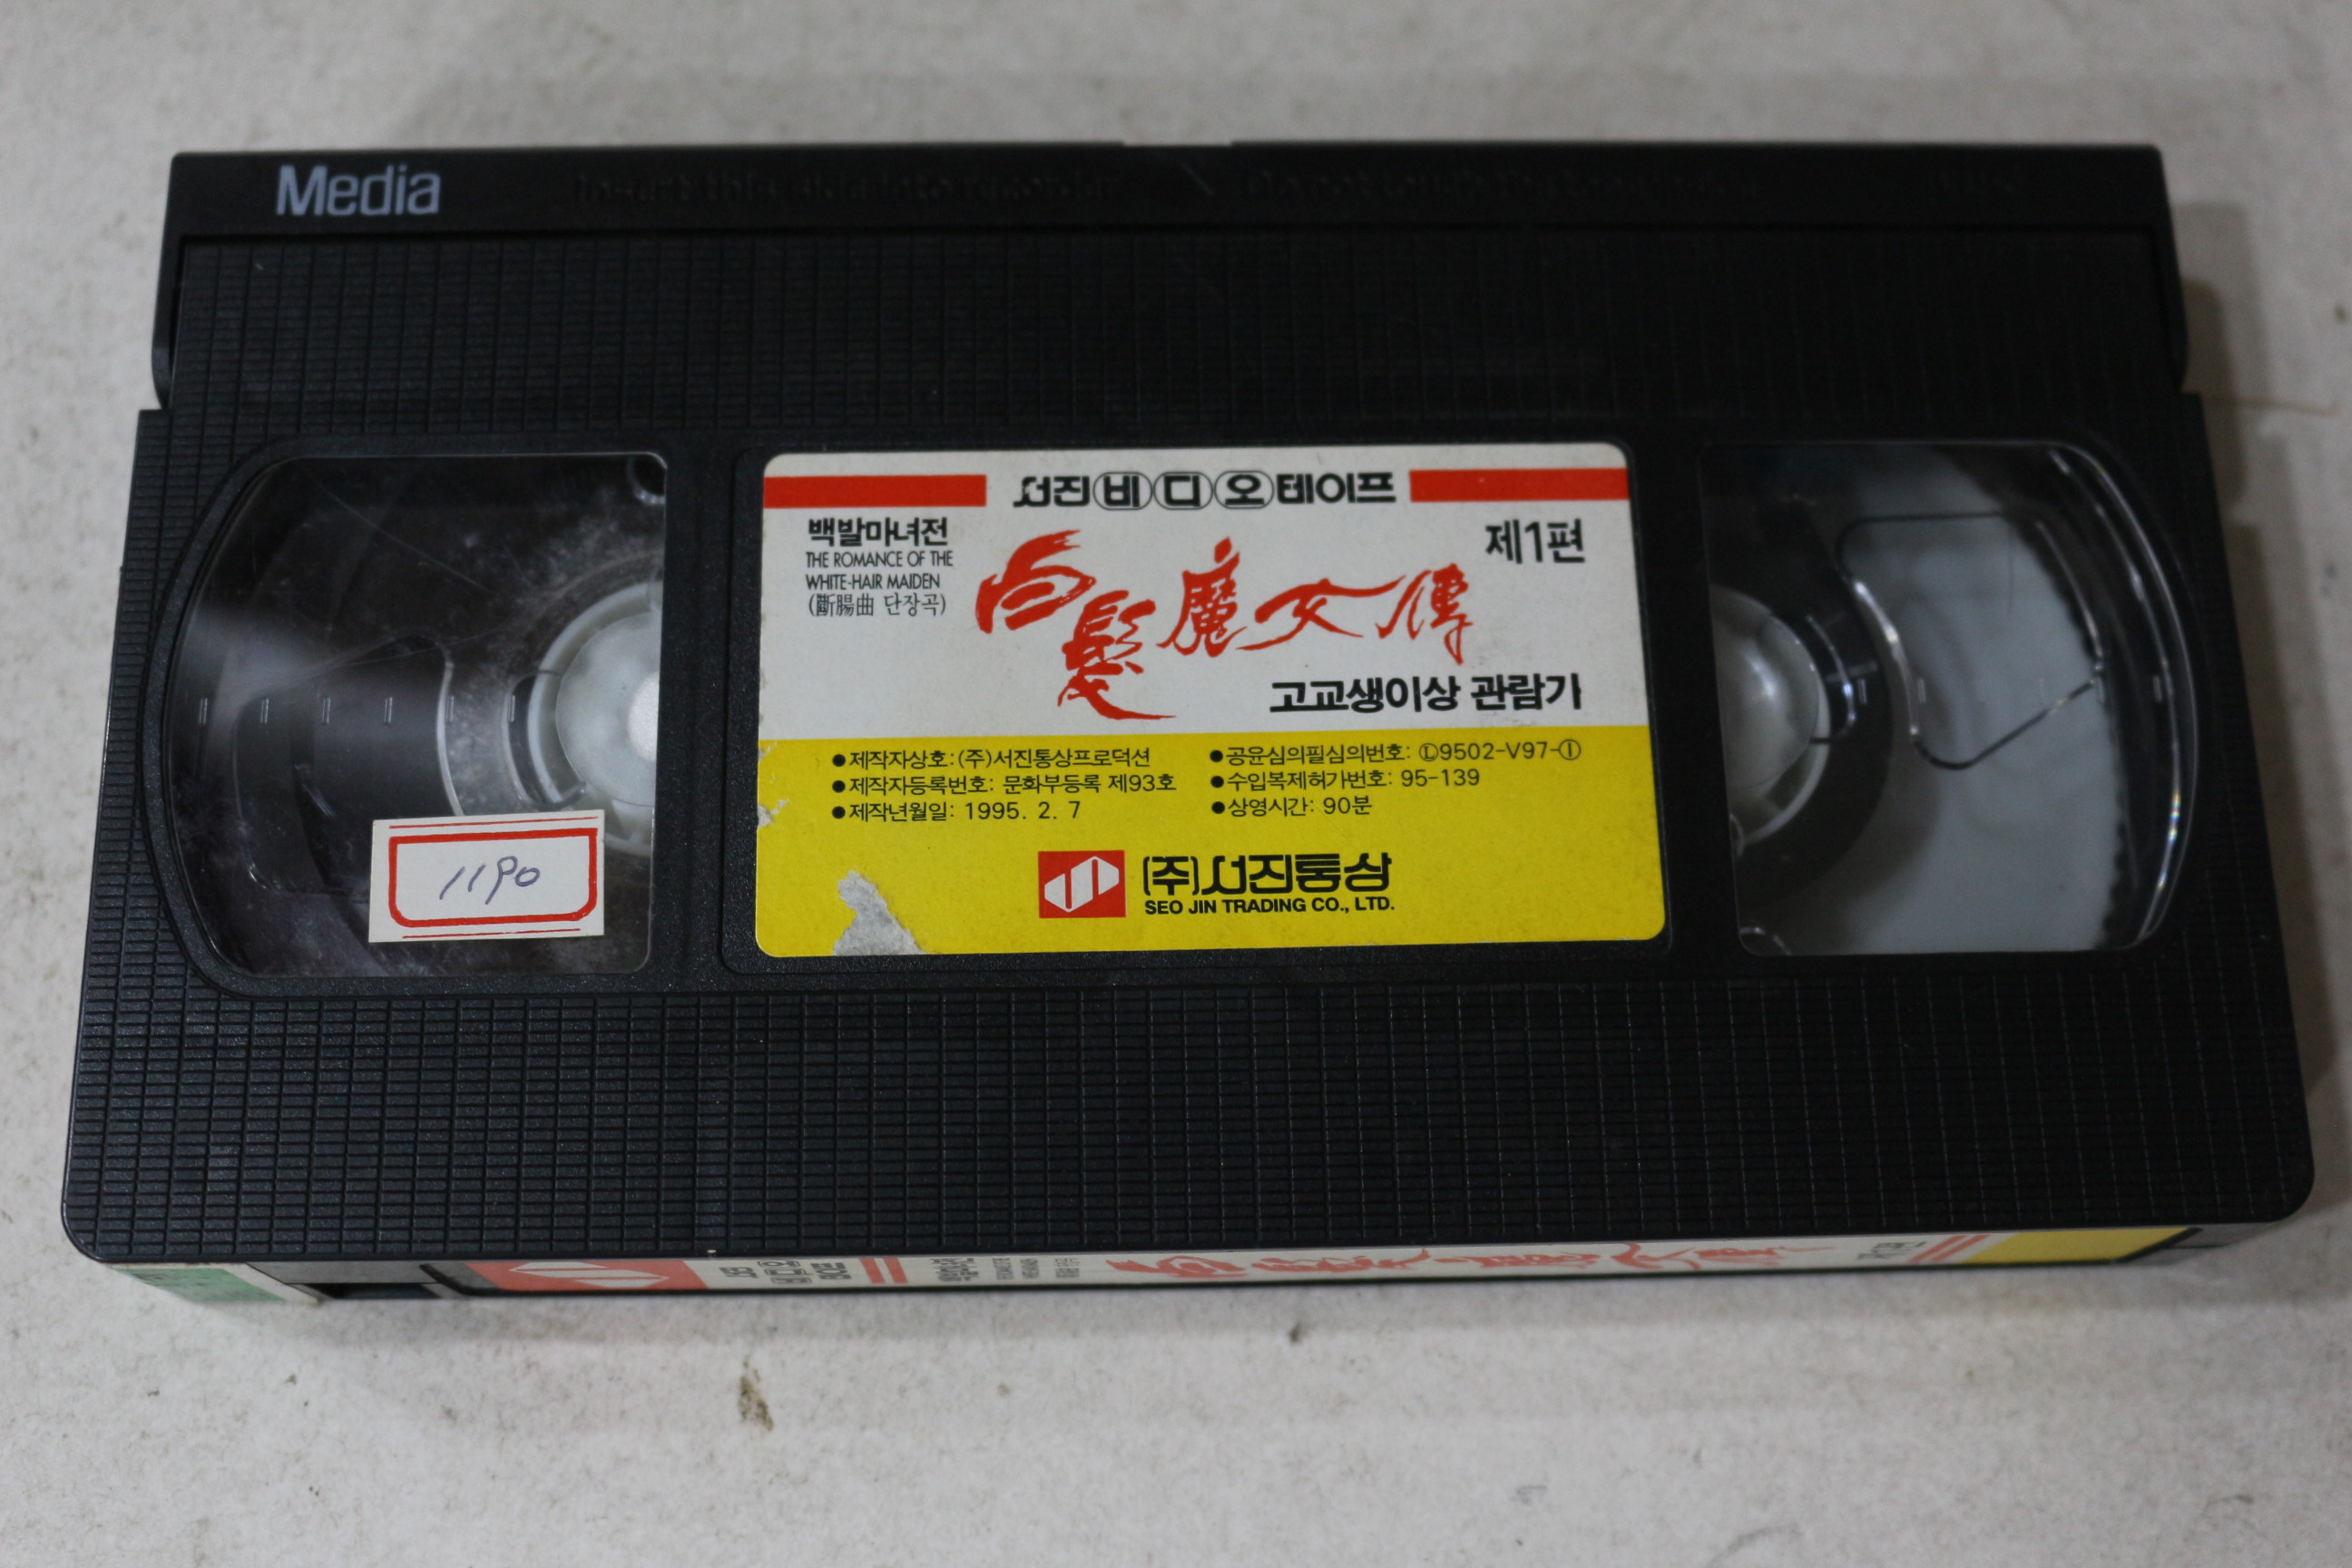 Media
서진비디오테이프
백발마녀전
THE ROMANCE OF THE
WHITE-HAIR MAIDEN
(斷腸曲 단장곡)
白髮魔女傳
제1편
고교생이상 관람기
●제작자상호:(주)서진통상프로덕션
●제작자등록번호: 문화부등록 제93호
●제작년월일: 1995. 2. 7
●공윤심의필심의번호: Ⓛ9502-V97-①
●수입복제허가번호: 95-139
●상영시간: 90분
(주)서진통상
SEO JIN TRADING CO., LTD.
1190